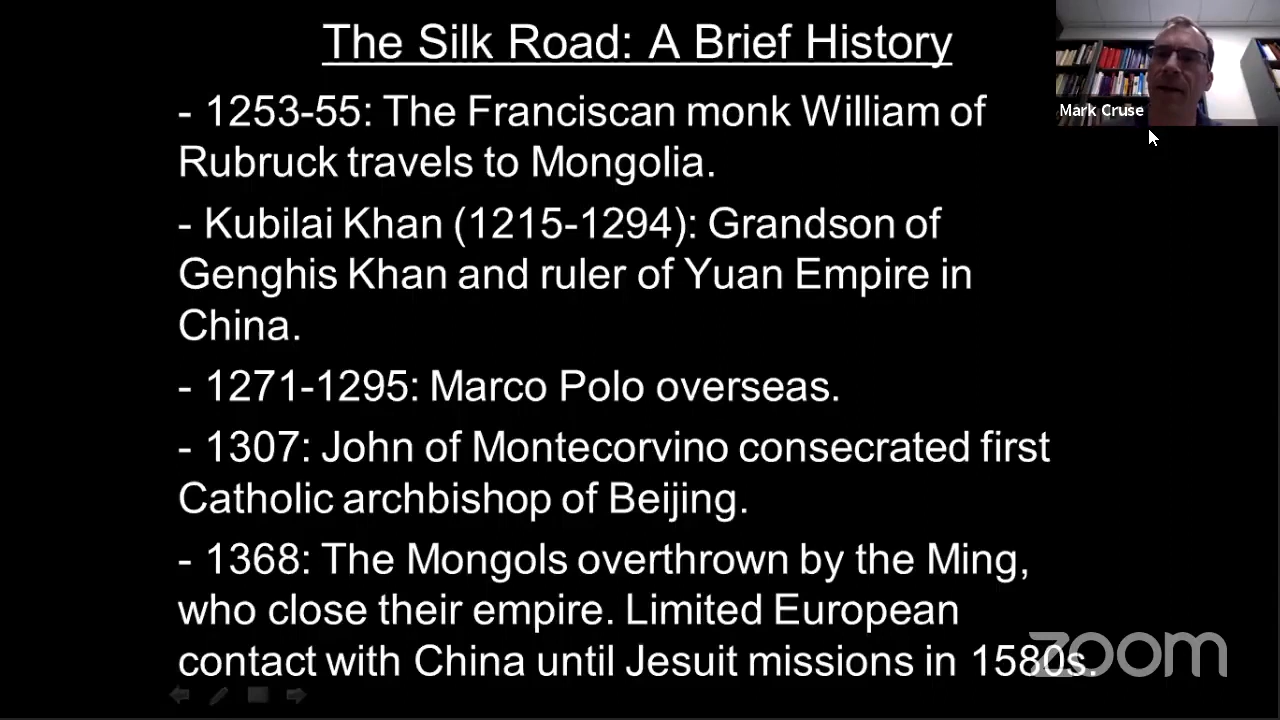 The Silk Road: A Brief History
Mark Cruse
- 1253-55: The Franciscan monk William of
Rubruck travels to Mongolia.
- Kubilai Khan (1215-1294): Grandson of
Genghis Khan and ruler of Yuan Empire in
China.
- 1271-1295: Marco Polo overseas.
- 1307: John of Montecorvino consecrated first
Catholic archbishop of Beijing.
- 1368: The Mongols overthrown by the Ming,
who close their empire. Limited European
contact with China until Jesuit missions in 1580s.
zoom